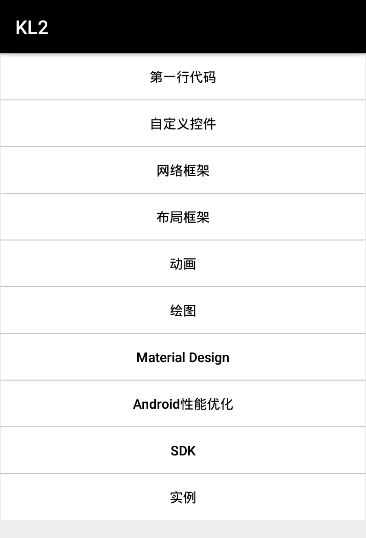 KL2
第一行代码
自定义控件
网络框架
布局框架
动画
绘图
Material Design
Android性能优化
SDK
实例